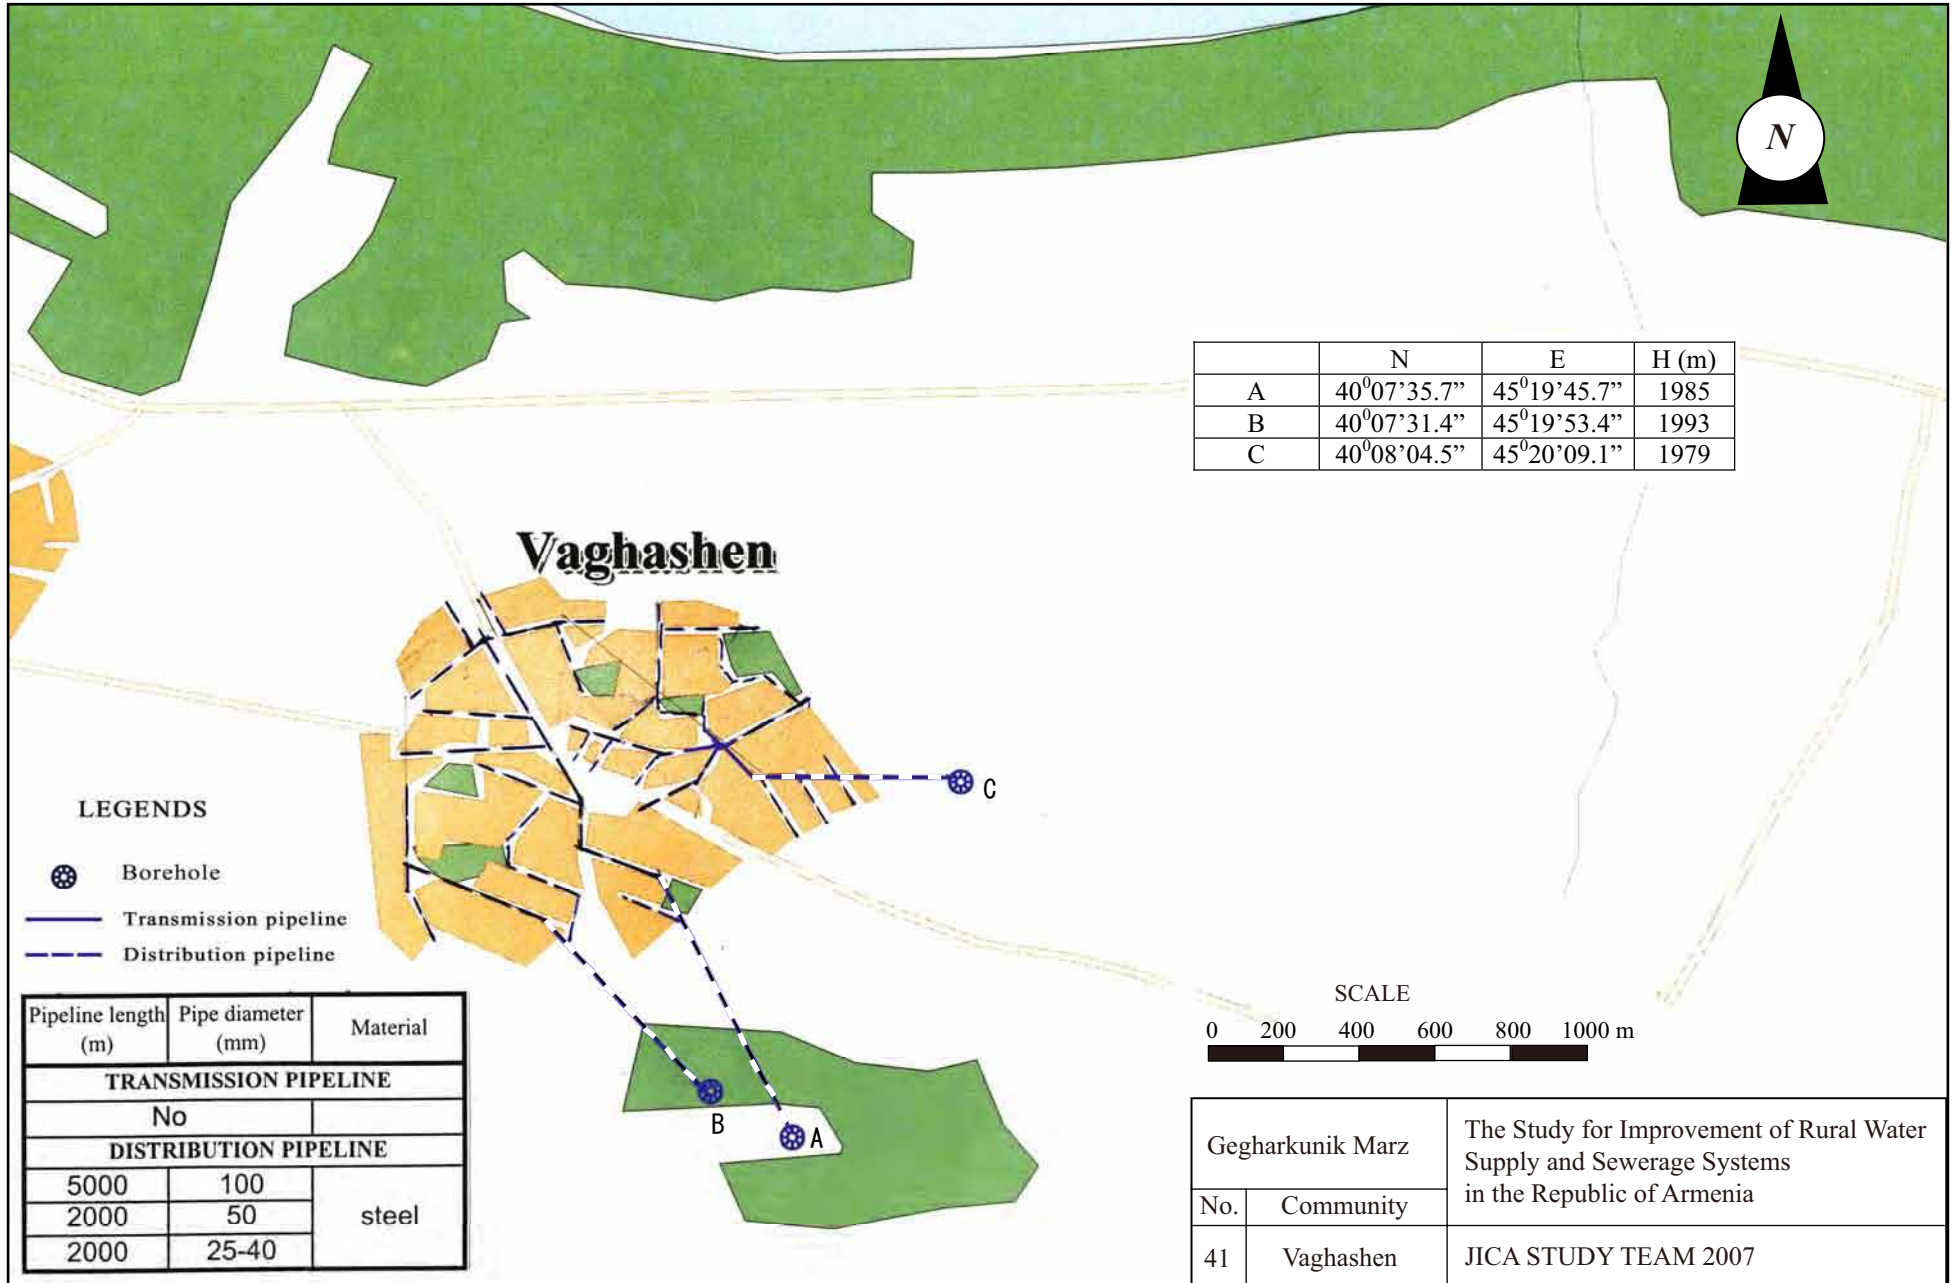 N
N E H (m)
A 40⁰07’35.7” 45⁰19’45.7” 1985
B 40⁰07’31.4” 45⁰19’53.4” 1993
C 40⁰08’04.5” 45⁰20’09.1” 1979
Vaghashen
C
LEGENDS
Borehole
Transmission pipeline
Distribution pipeline
Pipeline length (m) Pipe diameter (mm) Material
TRANSMISSION PIPELINE
No
DISTRIBUTION PIPELINE
5000 100
2000 50
steel
2000 25-40
B
A
SCALE
0 200 400 600 800 1000 m
Gegharkunik Marz
The Study for Improvement of Rural Water
Supply and Sewerage Systems
in the Republic of Armenia
No. Community
41 Vaghashen
JICA STUDY TEAM 2007